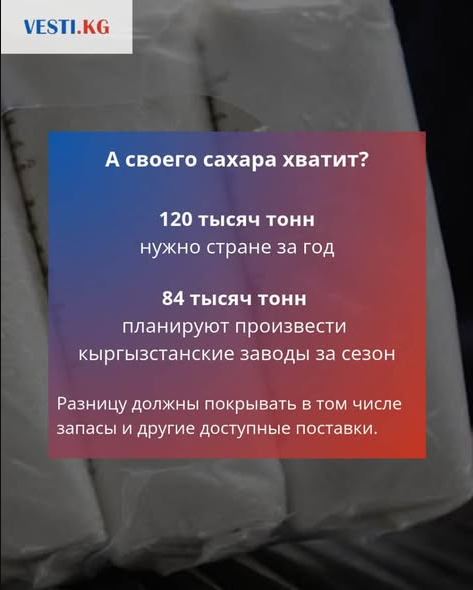 VESTI.KG
А своего сахара хватит?
120 тысяч тонн
нужно стране за год
84 тысяч тонн
планируют произвести
кыргызстанские заводы за сезон
Разницу должны покрывать в том числе
запасы и другие доступные поставки.